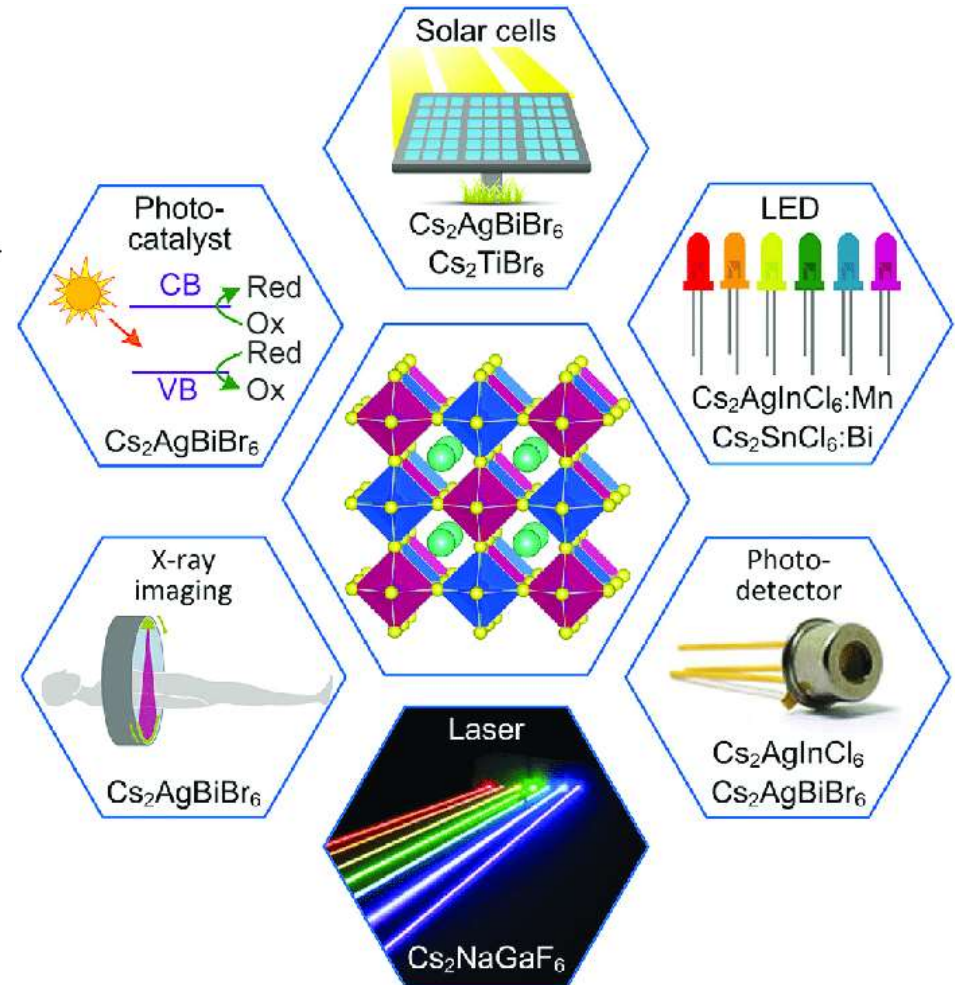 Solar cells
Cs₂AgBiBr₆
Cs₂TiBr₆
Photo-
catalyst
CB
Red
Ox
Red
VB
Ox
Cs₂AgBiBr₆
LED
Cs₂AgInCl₆:Mn
Cs₂SnCl₆:Bi
X-ray
imaging
Cs₂AgBiBr₆
Photo-
detector
Cs₂AgInCl₆
Cs₂AgBiBr₆
Laser
Cs₂NaGaF₆